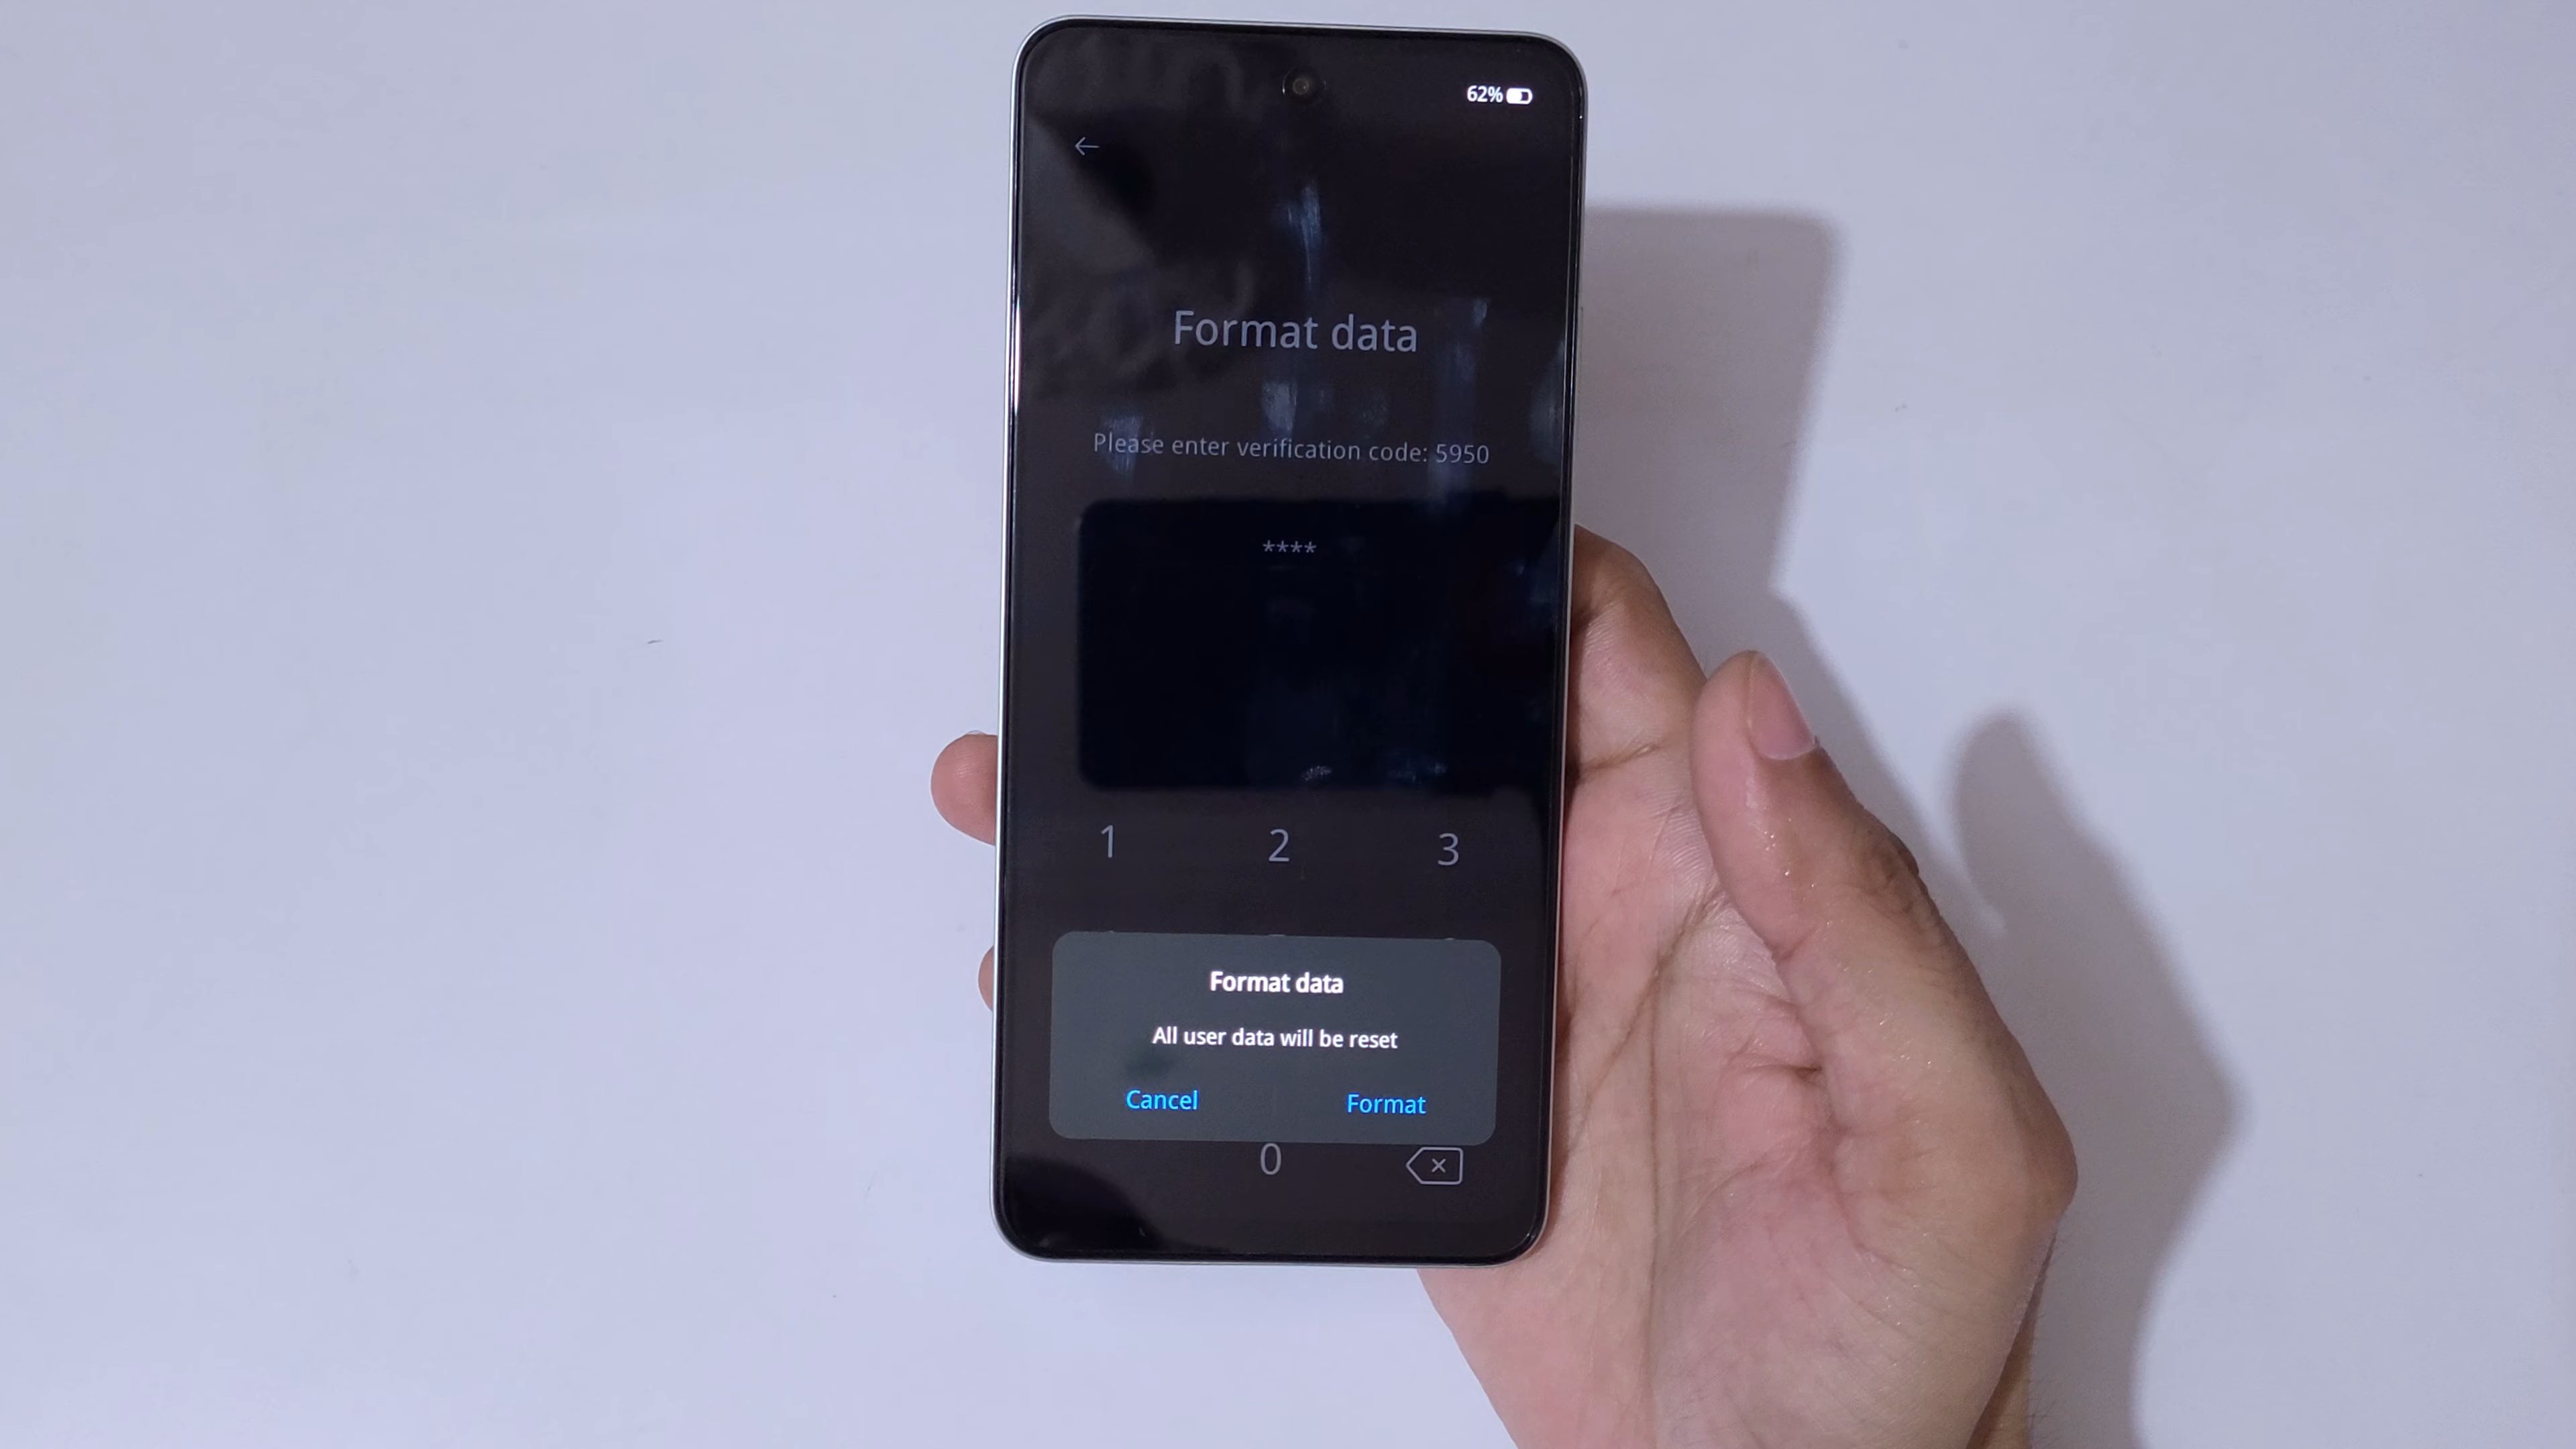 62%
Format data
Please enter verification code: 5950
****
1 2 3
Format data
All user data will be reset
Cancel Format
0